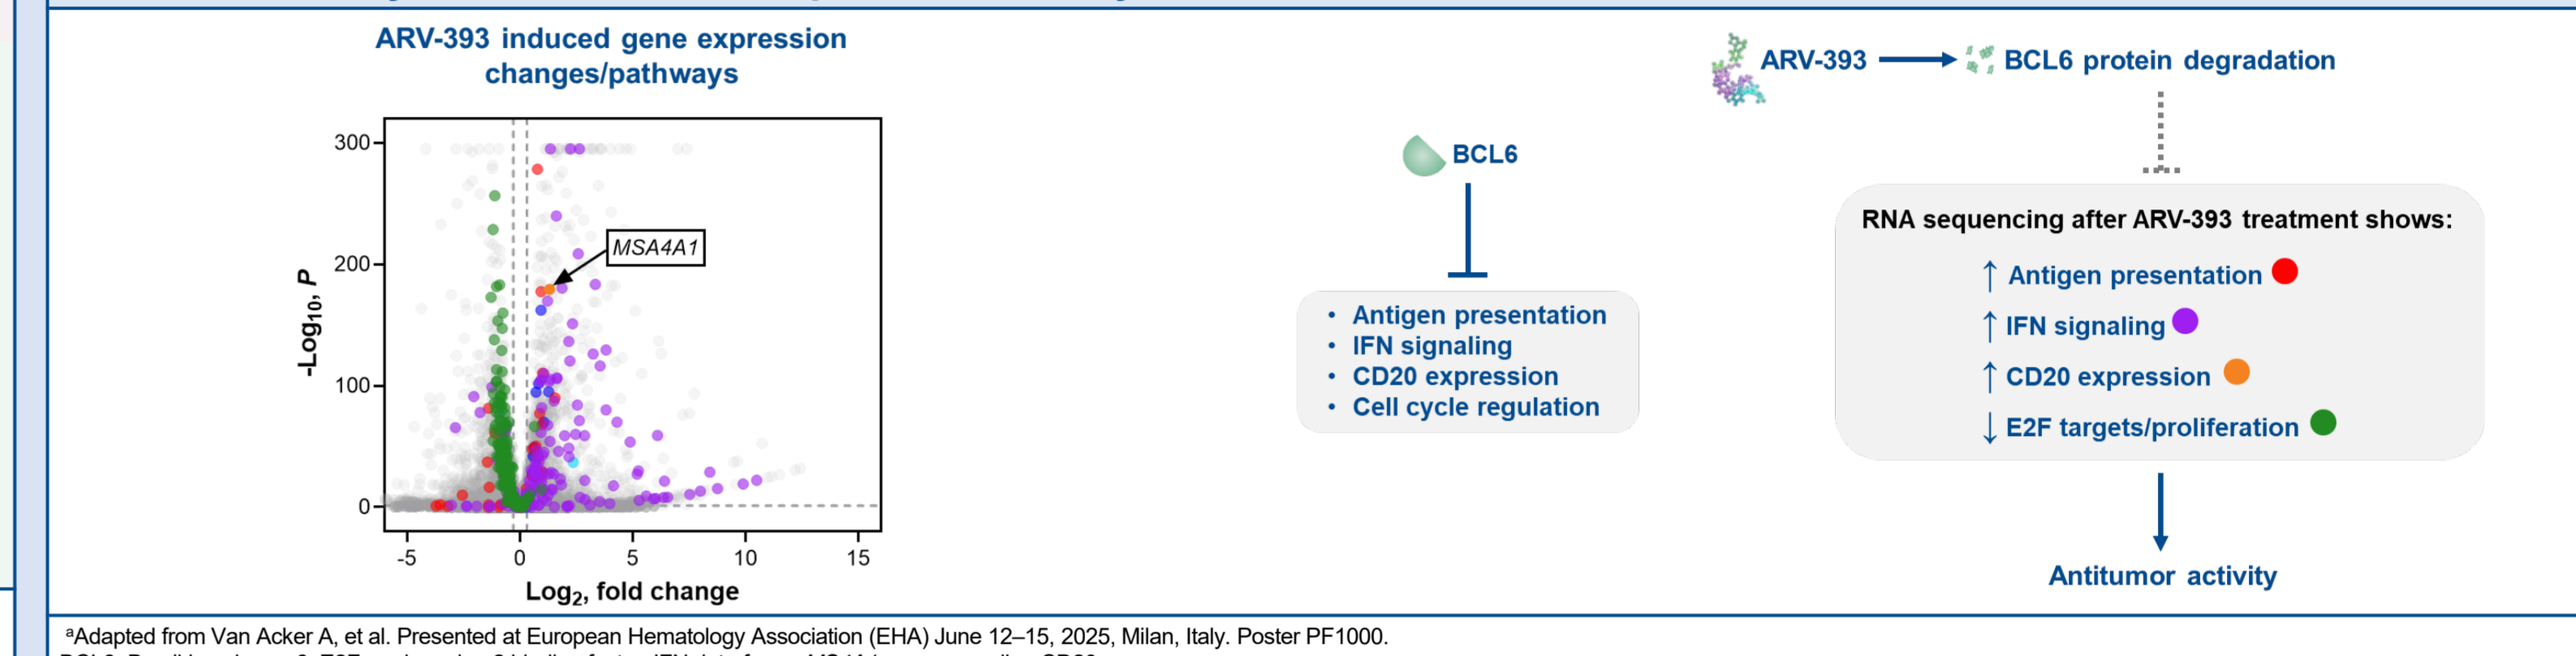 ARV-393 induced gene expression
changes/pathways
300
200
100
0
-Log10, P
MSA4A1
-5 0 5 10 15
Log2, fold change
BCL6
• Antigen presentation
• IFN signaling
• CD20 expression
• Cell cycle regulation
ARV-393 BCL6 protein degradation
RNA sequencing after ARV-393 treatment shows:
↑ Antigen presentation
↑ IFN signaling
↑ CD20 expression
↓ E2F targets/proliferation
Antitumor activity
aAdapted from Van Acker A, et al. Presented at European Hematology Association (EHA) June 12–15, 2025, Milan, Italy. Poster PF1000.